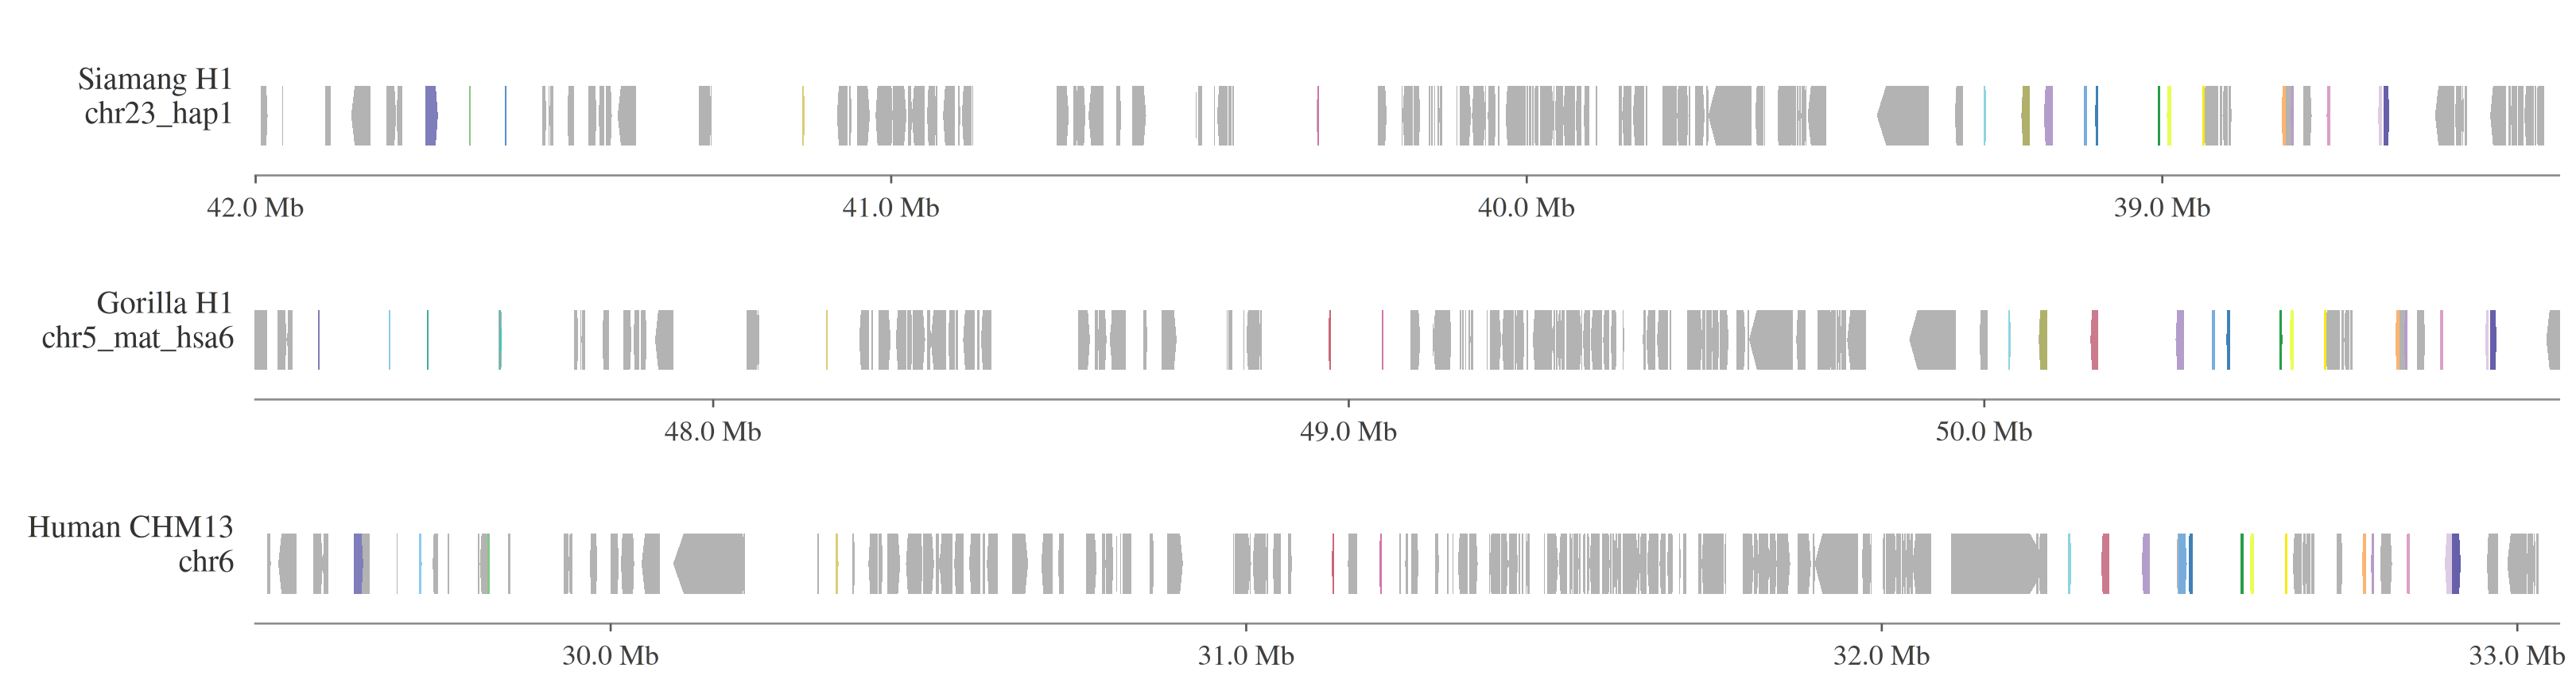 Siamang H1
chr23_hap1
42.0 Mb 41.0 Mb 40.0 Mb 39.0 Mb
Gorilla H1
chr5_mat_hsa6
48.0 Mb 49.0 Mb 50.0 Mb
Human CHM13
chr6
30.0 Mb 31.0 Mb 32.0 Mb 33.0 Mb